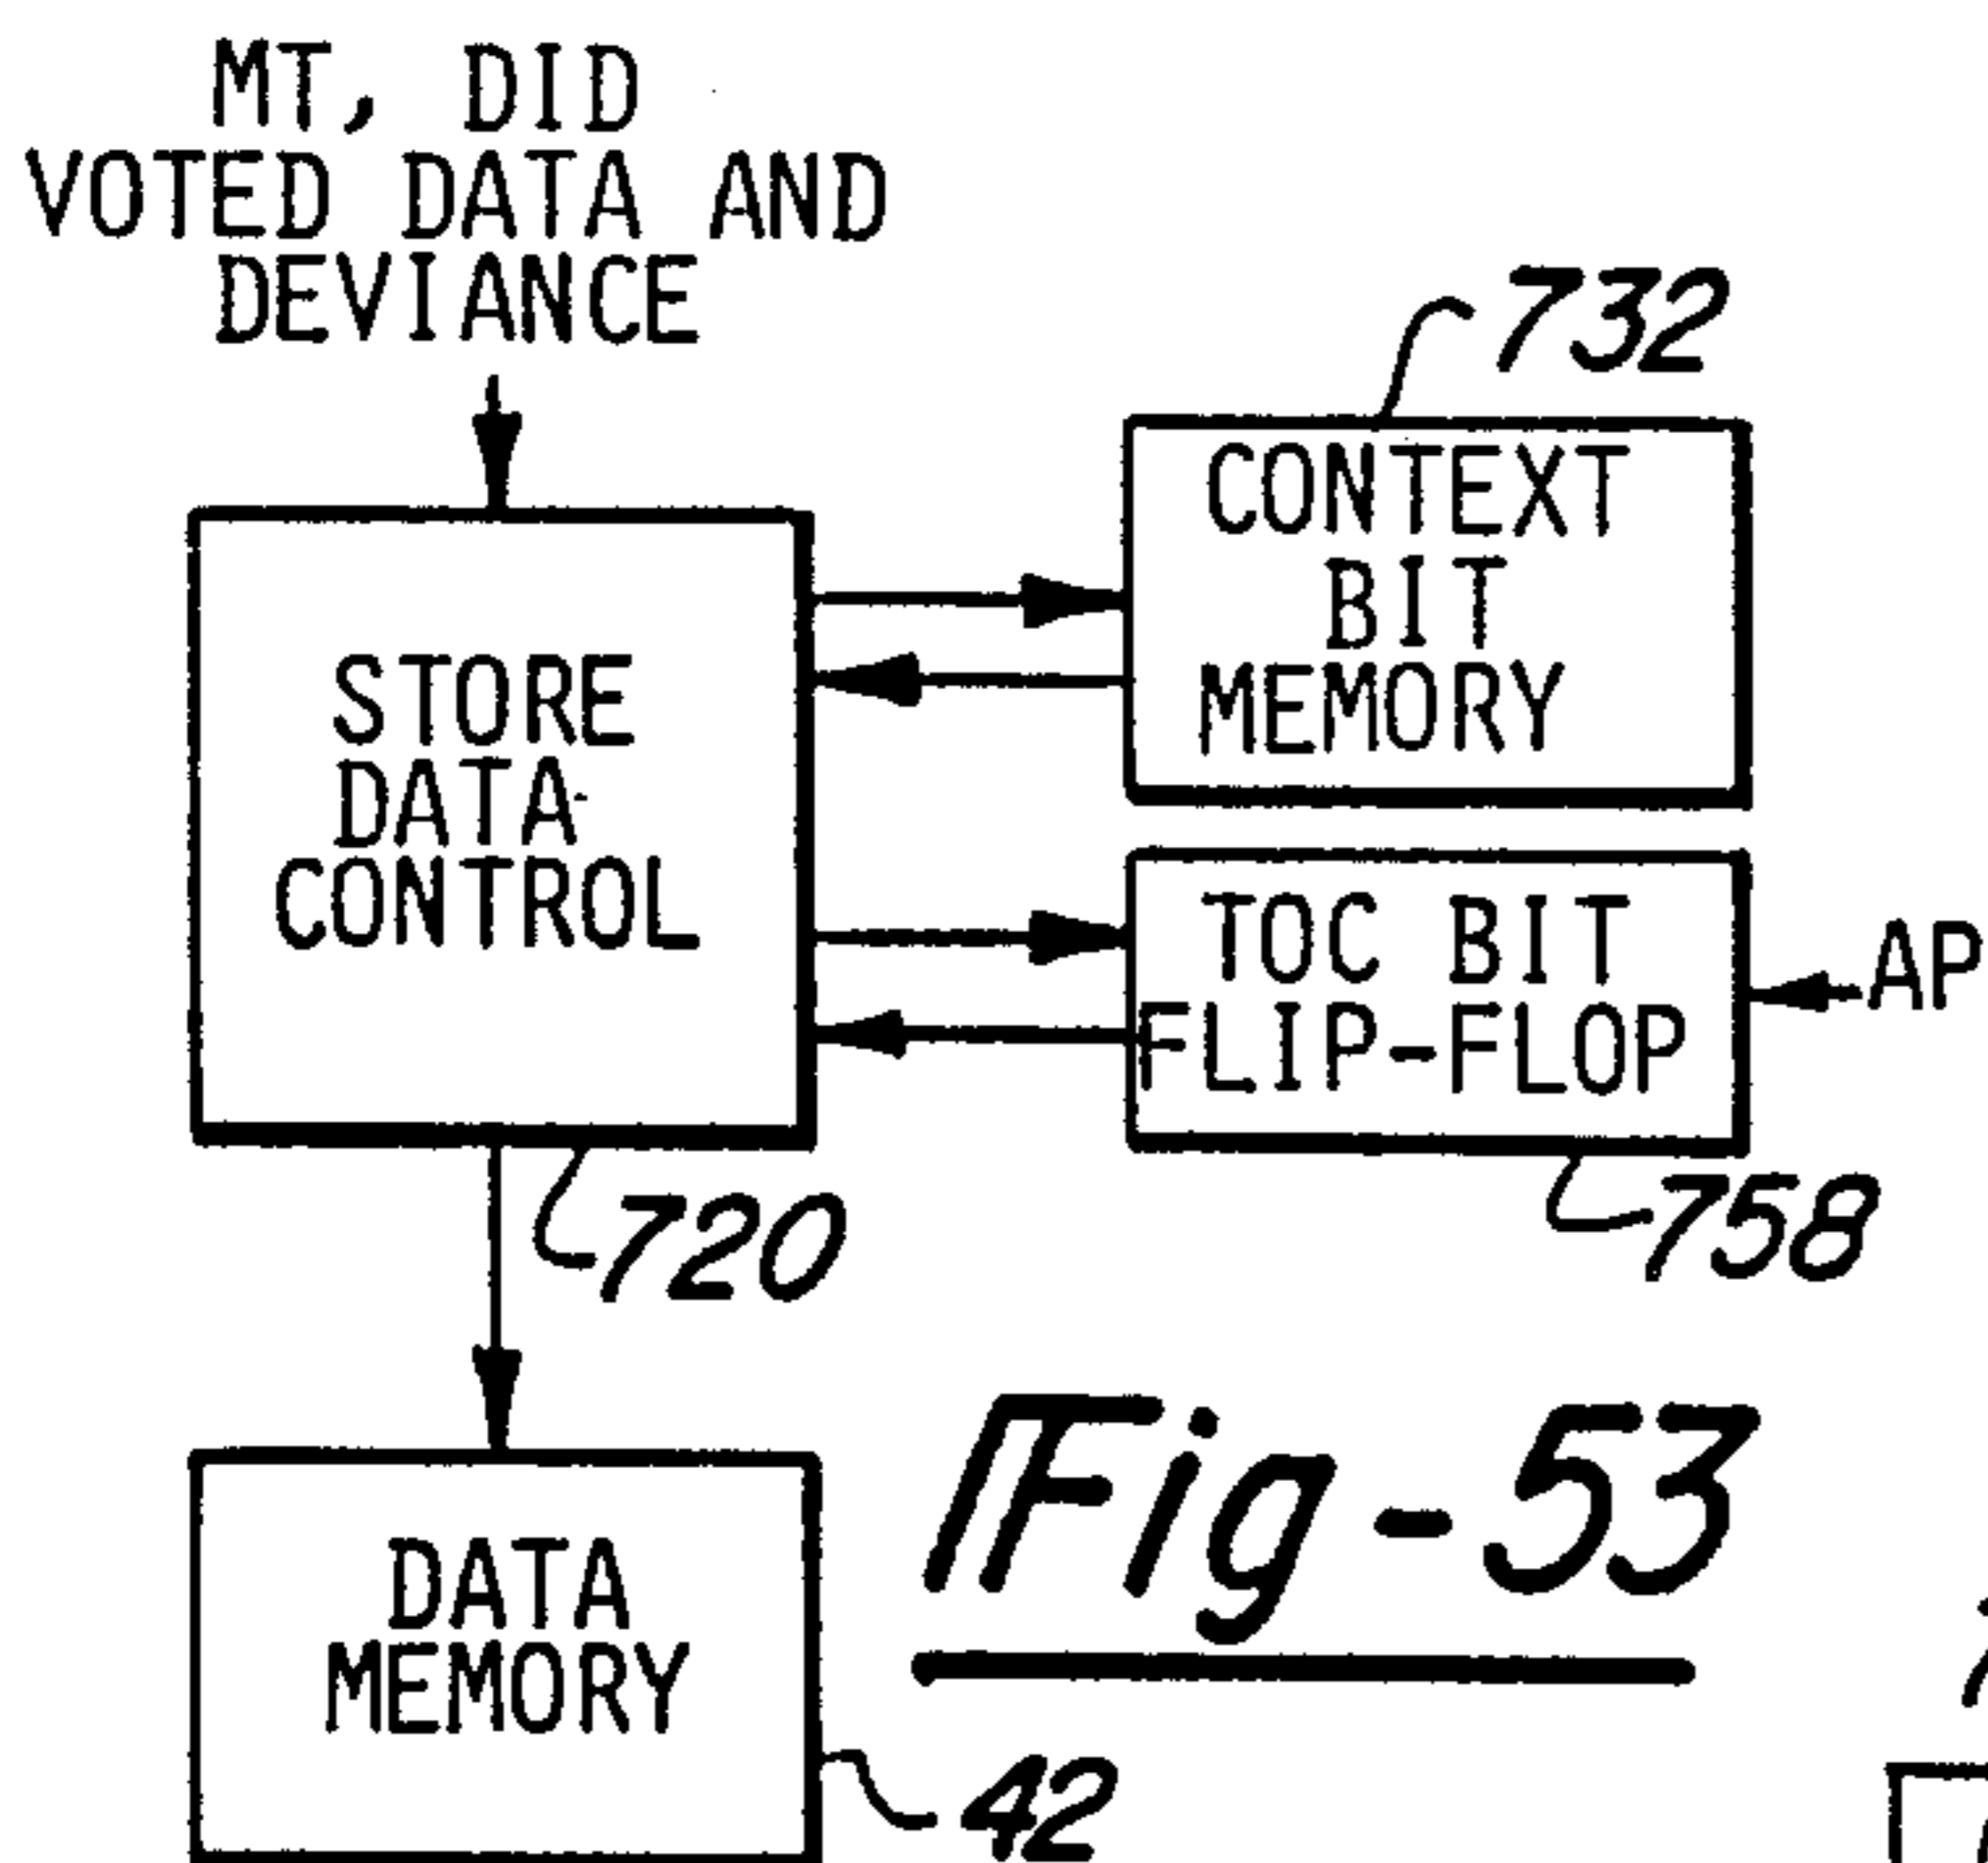 MT, DID
VOTED DATA AND
DEVIANCE
732
CONTEXT
BIT
MEMORY
STORE
DATA
CONTROL
TOC BIT
FLIP-FLOP
AP
720
758
Fig-53
DATA
MEMORY
42